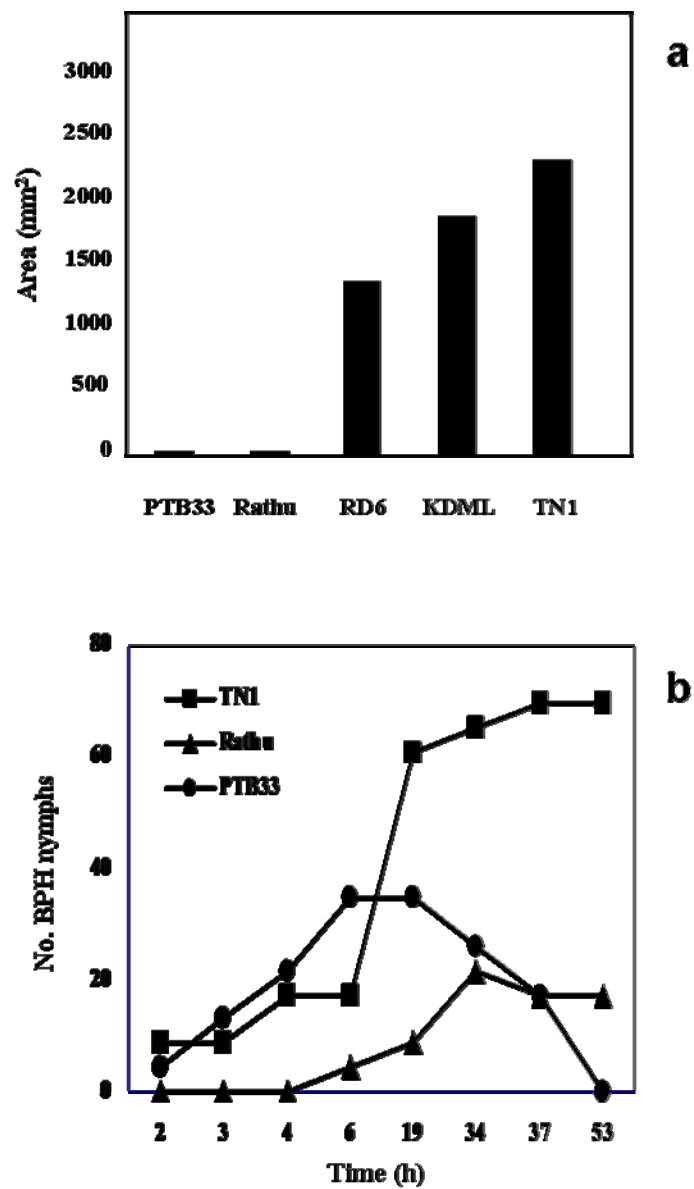 a
3000
2500
2000
1500
1000
500
0
Area (mm²)
PTB33 Rathu RD6 KDML TN1
b
80
60
40
20
0
No. BPH nymphs
TN1
Rathu
PTB33
2 3 4 6 19 34 37 53
Time (h)